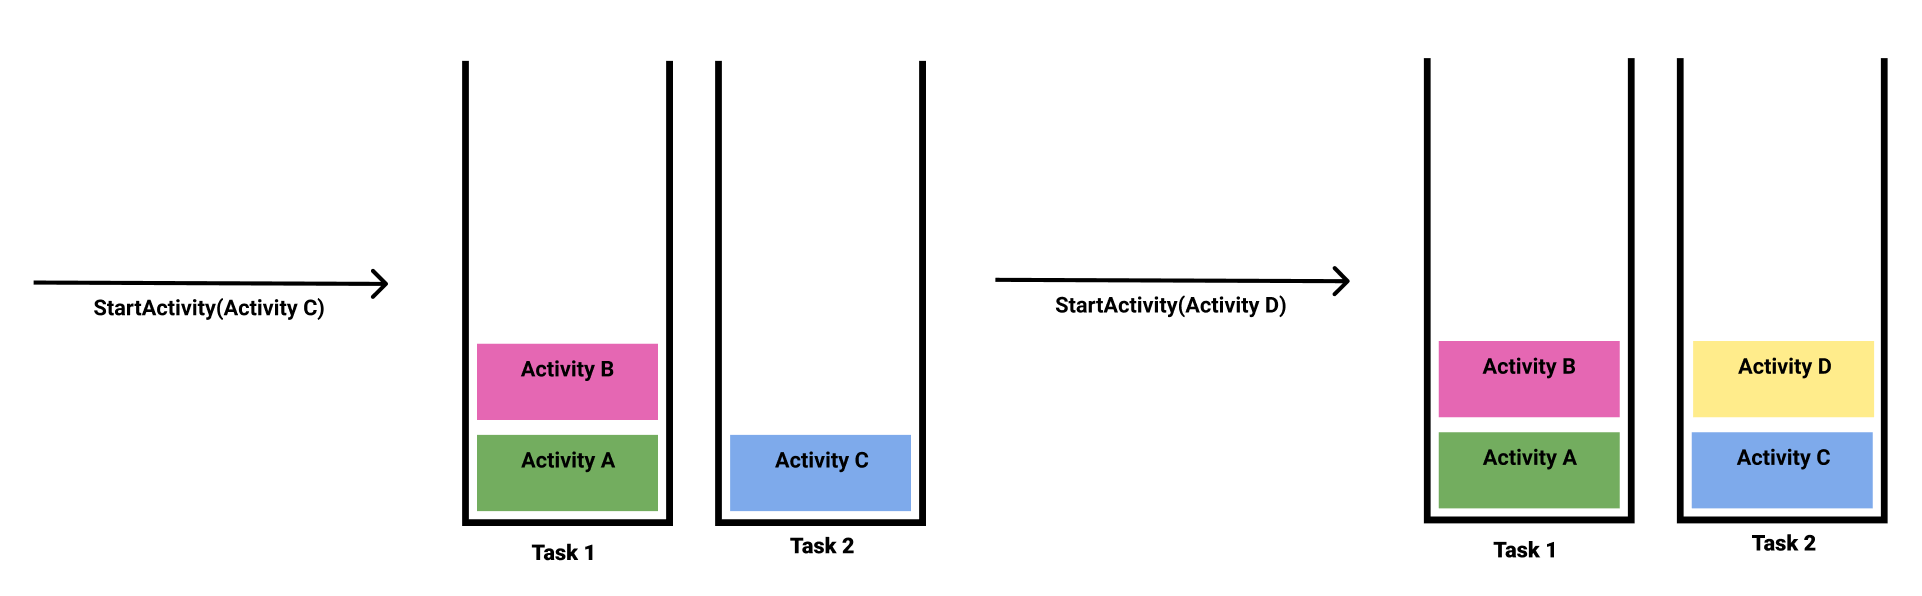 StartActivity(Activity C)
Activity B
Activity A
Task 1
Activity C
Task 2
StartActivity(Activity D)
Activity B
Activity A
Task 1
Activity D
Activity C
Task 2